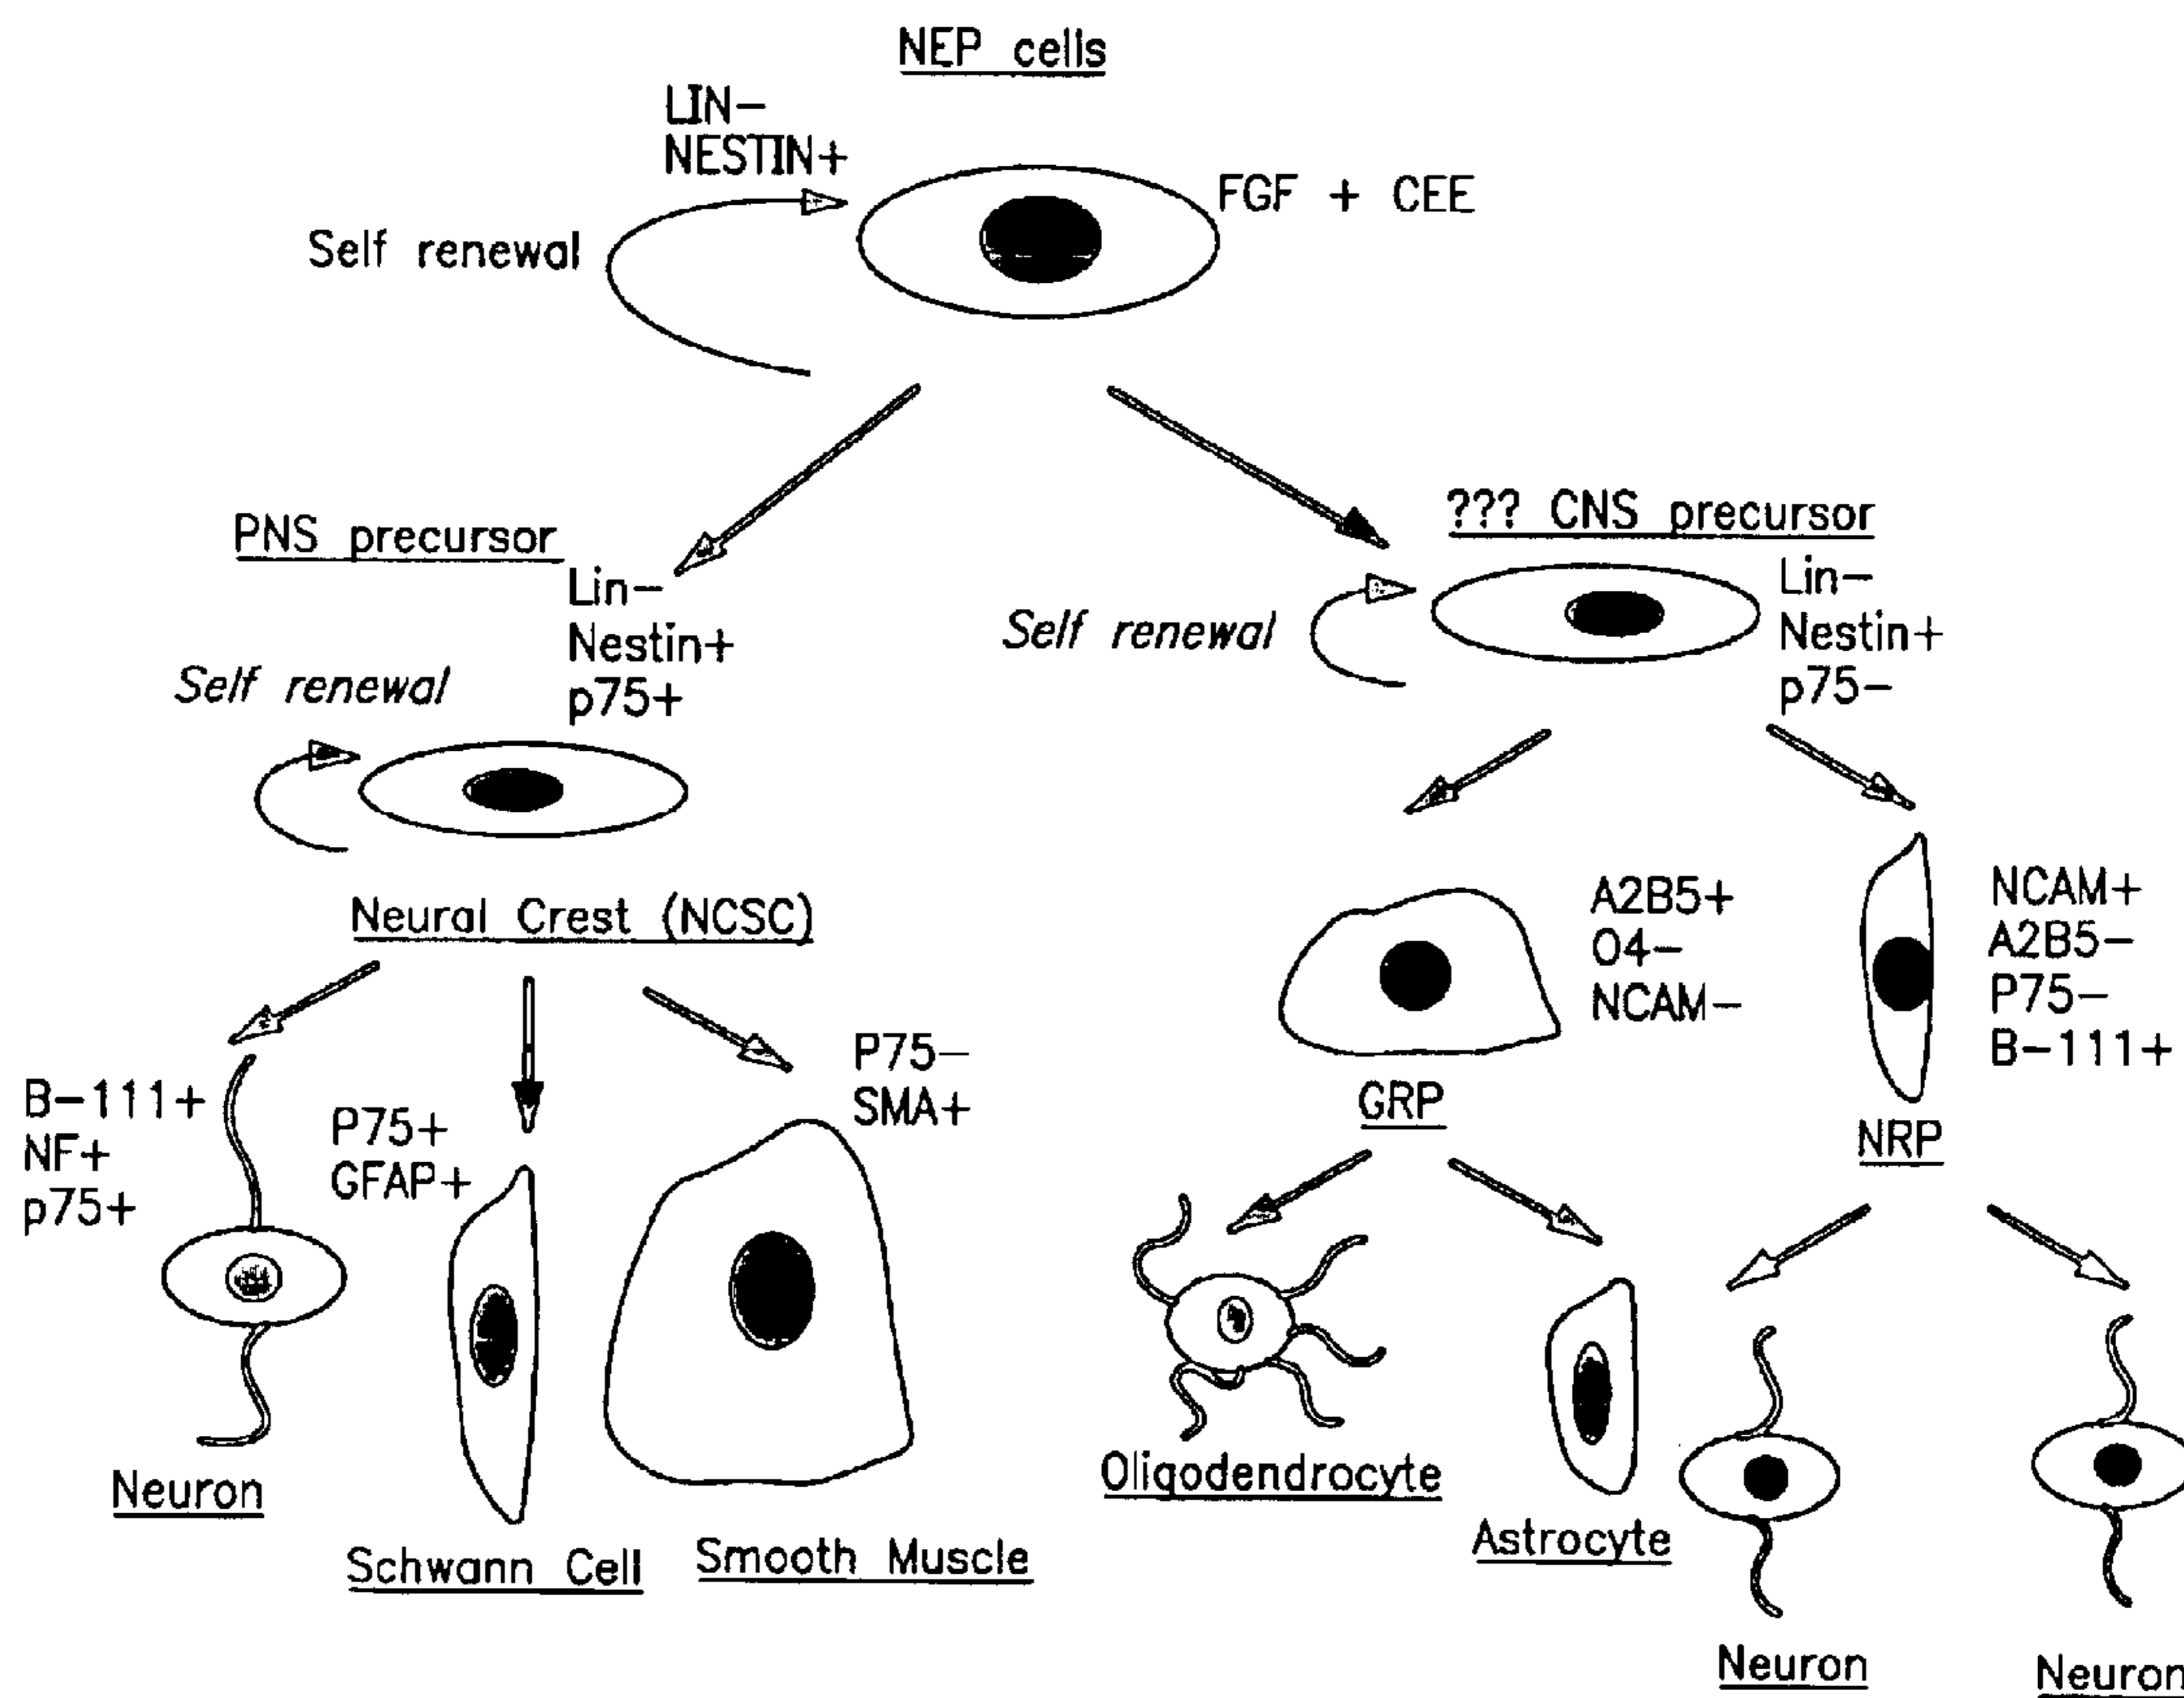 NEP cells
LIN-
NESTIN+
FGF + CEE
Self renewal
PNS precursor
Lin-
Nestin+
p75+
Self renewal
Neural Crest (NCSC)
??? CNS precursor
Lin-
Nestin+
p75-
Self renewal
B-111+
NF+
p75+
Neuron
P75+
GFAP+
Schwann Cell
P75-
SMA+
Smooth Muscle
A2B5+
O4-
NCAM-
GRP
NCAM+
A2B5-
P75-
B-111+
NRP
Oligodendrocyte
Astrocyte
Neuron
Neuron